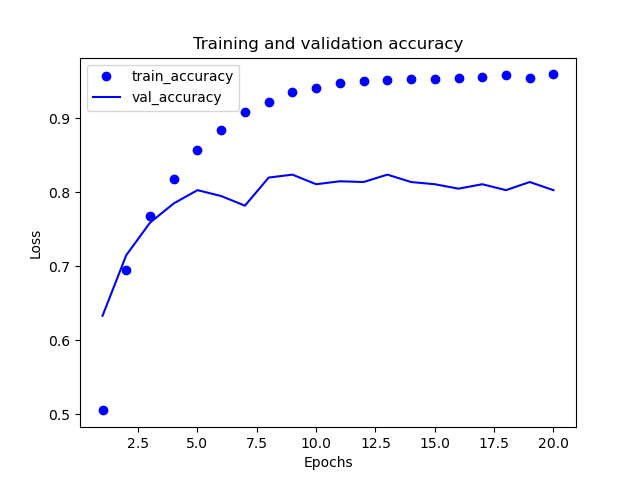 Training and validation accuracy
train_accuracy
val_accuracy
0.9
0.8
0.7
0.6
0.5
Loss
2.5 5.0 7.5 10.0 12.5 15.0 17.5 20.0
Epochs